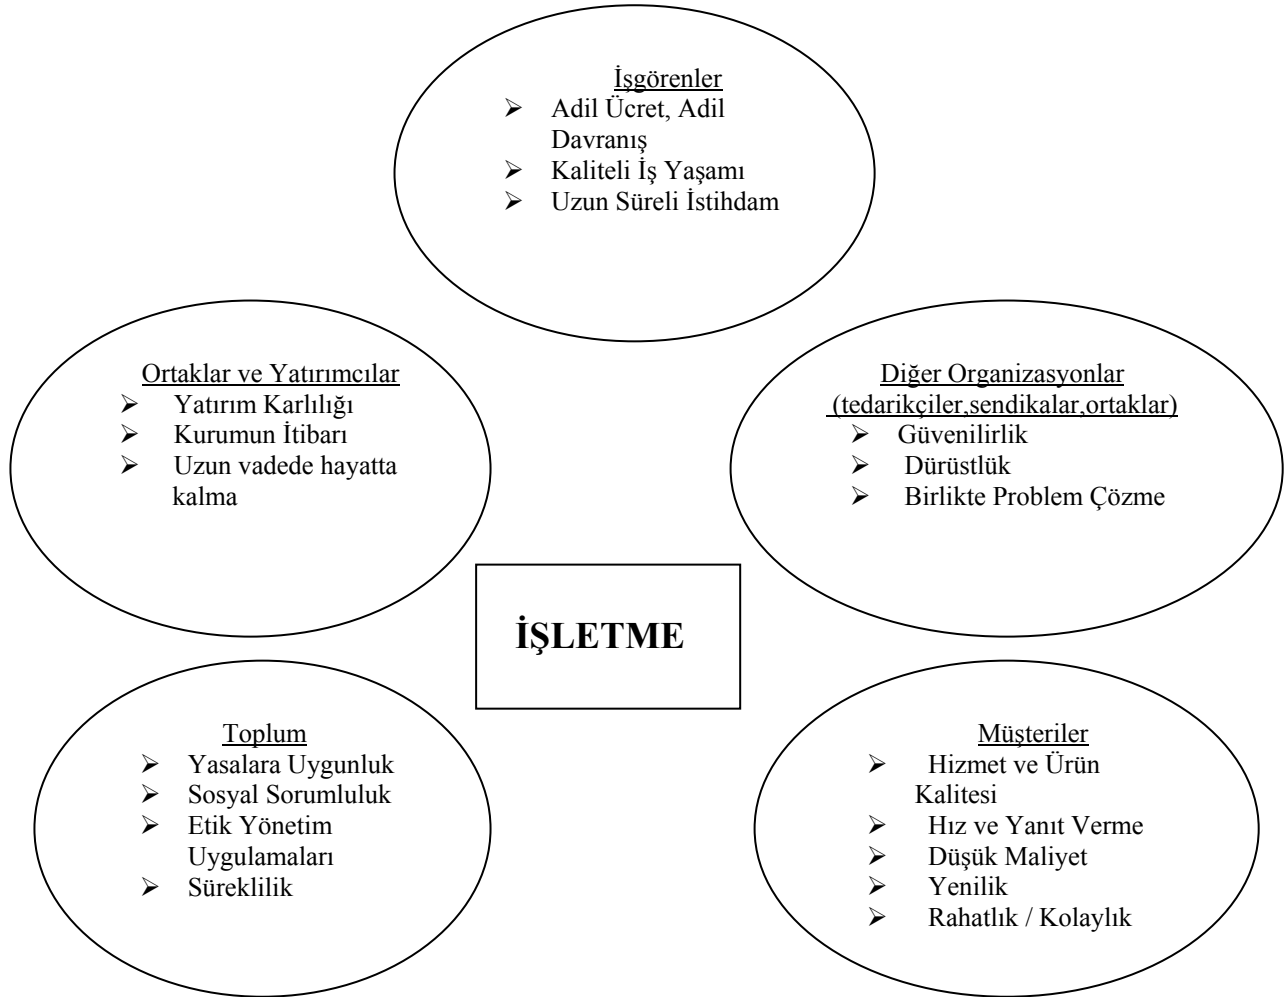 İşgörenler
➢ Adil Ücret, Adil
Davranış
➢ Kaliteli İş Yaşamı
➢ Uzun Süreli İstihdam
Ortaklar ve Yatırımcılar
➢ Yatırım Karlılığı
➢ Kurumun İtibarı
➢ Uzun vadede hayatta
kalma
Diğer Organizasyonlar
(tedarikçiler,sendikalar,ortaklar)
➢ Güvenilirlik
➢ Dürüstlük
➢ Birlikte Problem Çözme
İŞLETME
Toplum
➢ Yasalara Uygunluk
➢ Sosyal Sorumluluk
➢ Etik Yönetim
Uygulamaları
➢ Süreklilik
Müşteriler
➢ Hizmet ve Ürün
Kalitesi
➢ Hız ve Yanıt Verme
➢ Düşük Maliyet
➢ Yenilik
➢ Rahatlık / Kolaylık